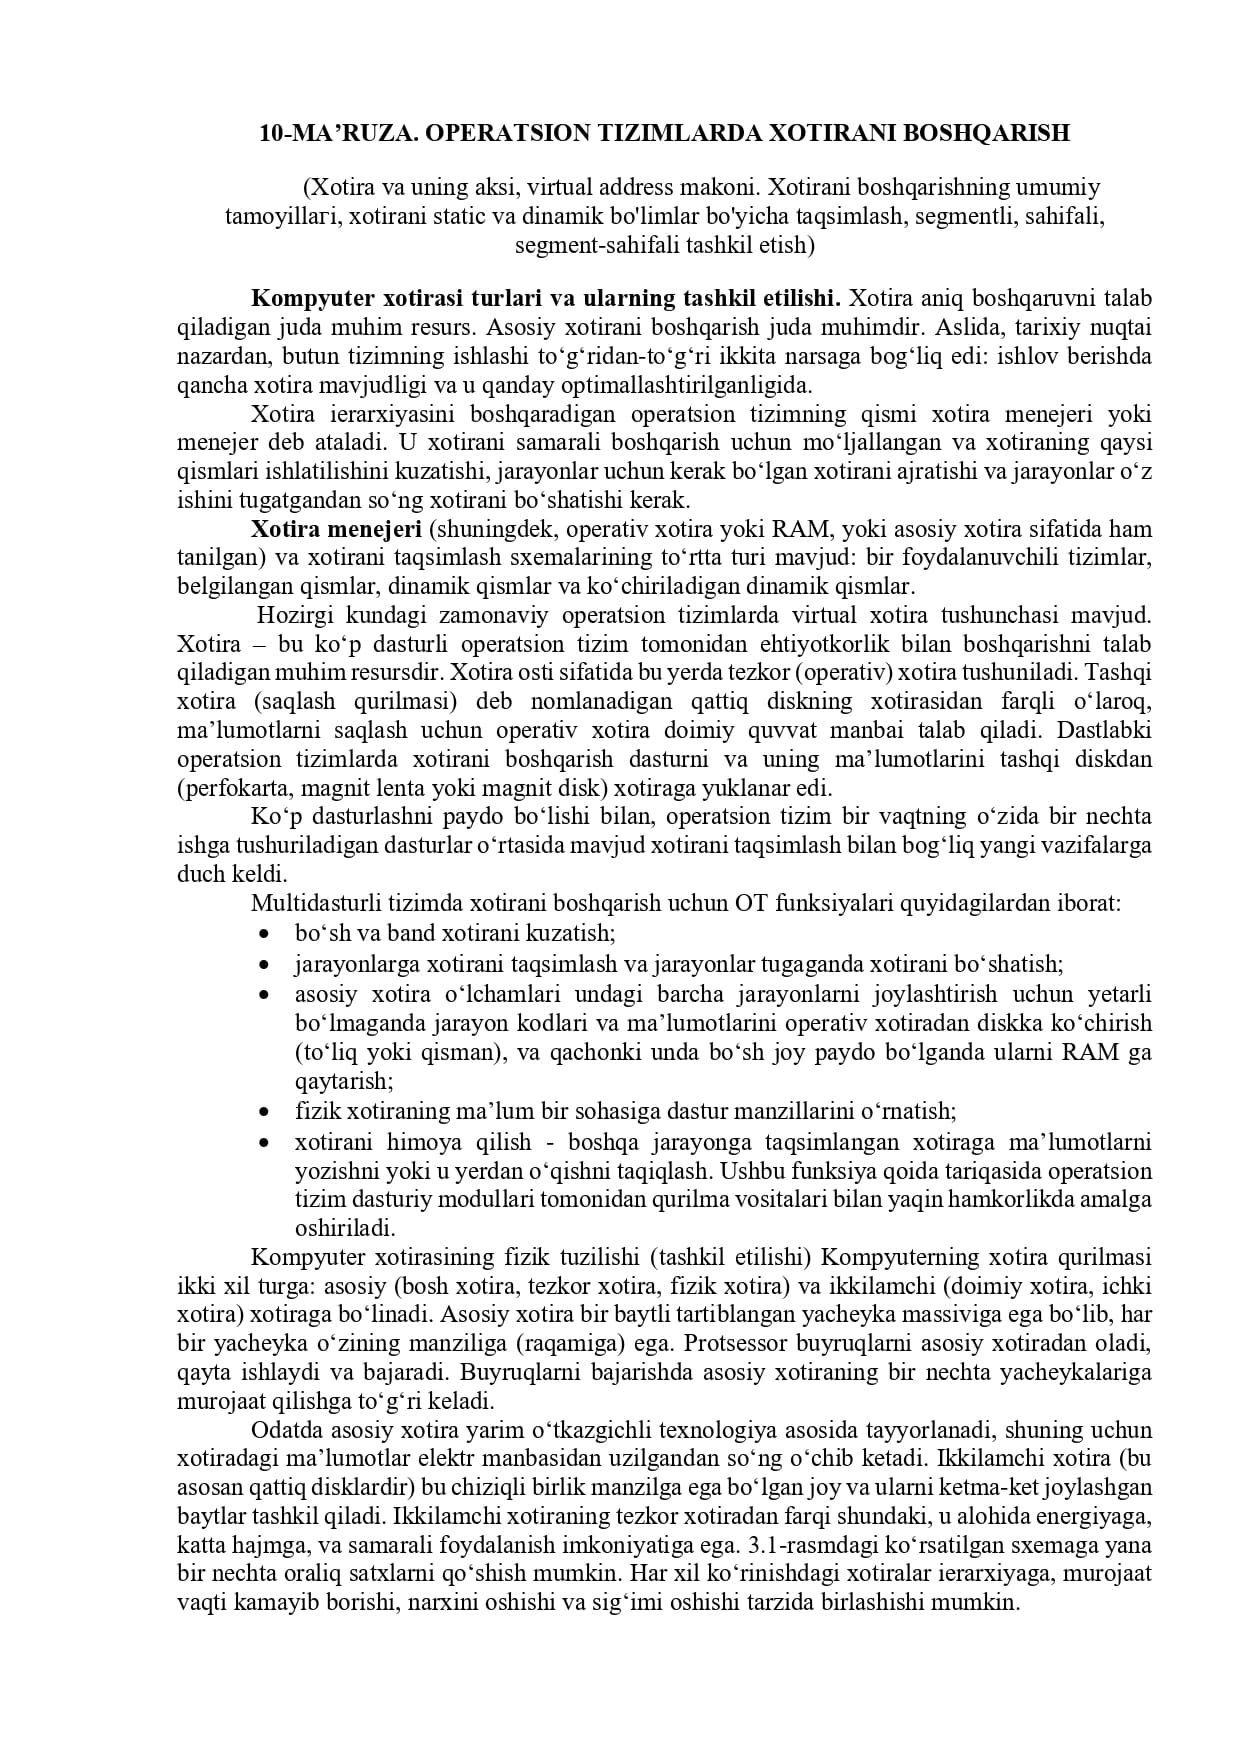 10-MA’RUZA. OPERATSION TIZIMLARDA XOTIRANI BOSHQARISH
(Xotira va uning aksi, virtual address makoni. Xotirani boshqarishning umumiy
tamoyillari, xotirani static va dinamik bo'limlar bo'yicha taqsimlash, segmentli, sahifali,
segment-sahifali tashkil etish)
Kompyuter xotirasi turlari va ularning tashkil etilishi. Xotira aniq boshqaruvni talab
qiladigan juda muhim resurs. Asosiy xotirani boshqarish juda muhimdir. Aslida, tarixiy nuqtai
nazardan, butun tizimning ishlashi to‘g‘ridan-to‘g‘ri ikkita narsaga bog‘liq edi: ishlov berishda
qancha xotira mavjudligi va u qanday optimallashtirilganligida.
Xotira ierarxiyasini boshqaradigan operatsion tizimning qismi xotira menejeri yoki
menejer deb ataladi. U xotirani samarali boshqarish uchun mo‘ljallangan va xotiraning qaysi
qismlari ishlatilishini kuzatishi, jarayonlar uchun kerak bo‘lgan xotirani ajratishi va jarayonlar o‘z
ishini tugatgandan so‘ng xotirani bo‘shatishi kerak.
Xotira menejeri (shuningdek, operativ xotira yoki RAM, yoki asosiy xotira sifatida ham
tanilgan) va xotirani taqsimlash sxemalarining to‘rtta turi mavjud: bir foydalanuvchili tizimlar,
belgilangan qismlar, dinamik qismlar va ko‘chiriladigan dinamik qismlar.
Hozirgi kundagi zamonaviy operatsion tizimlarda virtual xotira tushunchasi mavjud.
Xotira – bu ko‘p dasturli operatsion tizim tomonidan ehtiyotkorlik bilan boshqarishni talab
qiladigan muhim resursdir. Xotira osti sifatida bu yerda tezkor (operativ) xotira tushuniladi. Tashqi
xotira (saqlash qurilmasi) deb nomlanadigan qattiq diskning xotirasidan farqli o‘laroq,
ma’lumotlarni saqlash uchun operativ xotira doimiy quvvat manbai talab qiladi. Dastlabki
operatsion tizimlarda xotirani boshqarish dasturni va uning ma’lumotlarini tashqi diskdan
(perfokarta, magnit lenta yoki magnit disk) xotiraga yuklanar edi.
Ko‘p dasturlashni paydo bo‘lishi bilan, operatsion tizim bir vaqtning o‘zida bir nechta
ishga tushuriladigan dasturlar o‘rtasida mavjud xotirani taqsimlash bilan bog‘liq yangi vazifalarga
duch keldi.
Multidasturli tizimda xotirani boshqarish uchun OT funksiyalari quyidagilardan iborat:
• bo‘sh va band xotirani kuzatish;
• jarayonlarga xotirani taqsimlash va jarayonlar tugaganda xotirani bo‘shatish;
• asosiy xotira o‘lchamlari undagi barcha jarayonlarni joylashtirish uchun yetarli
bo‘lmaganda jarayon kodlari va ma’lumotlarini operativ xotiradan diskka ko‘chirish
(to‘liq yoki qisman), va qachonki unda bo‘sh joy paydo bo‘lganda ularni RAM ga
qaytarish;
• fizik xotiraning ma’lum bir sohasiga dastur manzillarini o‘rnatish;
• xotirani himoya qilish - boshqa jarayonga taqsimlangan xotiraga ma’lumotlarni
yozishni yoki u yerdan o‘qishni taqiqlash. Ushbu funksiya qoida tariqasida operatsion
tizim dasturiy modullari tomonidan qurilma vositalari bilan yaqin hamkorlikda amalga
oshiriladi.
Kompyuter xotirasining fizik tuzilishi (tashkil etilishi) Kompyuterning xotira qurilmasi
ikki xil turga: asosiy (bosh xotira, tezkor xotira, fizik xotira) va ikkilamchi (doimiy xotira, ichki
xotira) xotiraga bo‘linadi. Asosiy xotira bir baytli tartiblangan yacheyka massiviga ega bo‘lib, har
bir yacheyka o‘zining manziliga (raqamiga) ega. Protsessor buyruqlarni asosiy xotiradan oladi,
qayta ishlaydi va bajaradi. Buyruqlarni bajarishda asosiy xotiraning bir nechta yacheykalariga
murojaat qilishga to‘g‘ri keladi.
Odatda asosiy xotira yarim o‘tkazgichli texnologiya asosida tayyorlanadi, shuning uchun
xotiradagi ma’lumotlar elektr manbasidan uzilgandan so‘ng o‘chib ketadi. Ikkilamchi xotira (bu
asosan qattiq disklardir) bu chiziqli birlik manzilga ega bo‘lgan joy va ularni ketma-ket joylashgan
baytlar tashkil qiladi. Ikkilamchi xotiraning tezkor xotiradan farqi shundaki, u alohida energiyaga,
katta hajmga, va samarali foydalanish imkoniyatiga ega. 3.1-rasmdagi ko‘rsatilgan sxemaga yana
bir nechta oraliq satxlarni qo‘shish mumkin. Har xil ko‘rinishdagi xotiralar ierarxiyaga, murojaat
vaqti kamayib borishi, narxini oshishi va sig‘imi oshishi tarzida birlashishi mumkin.